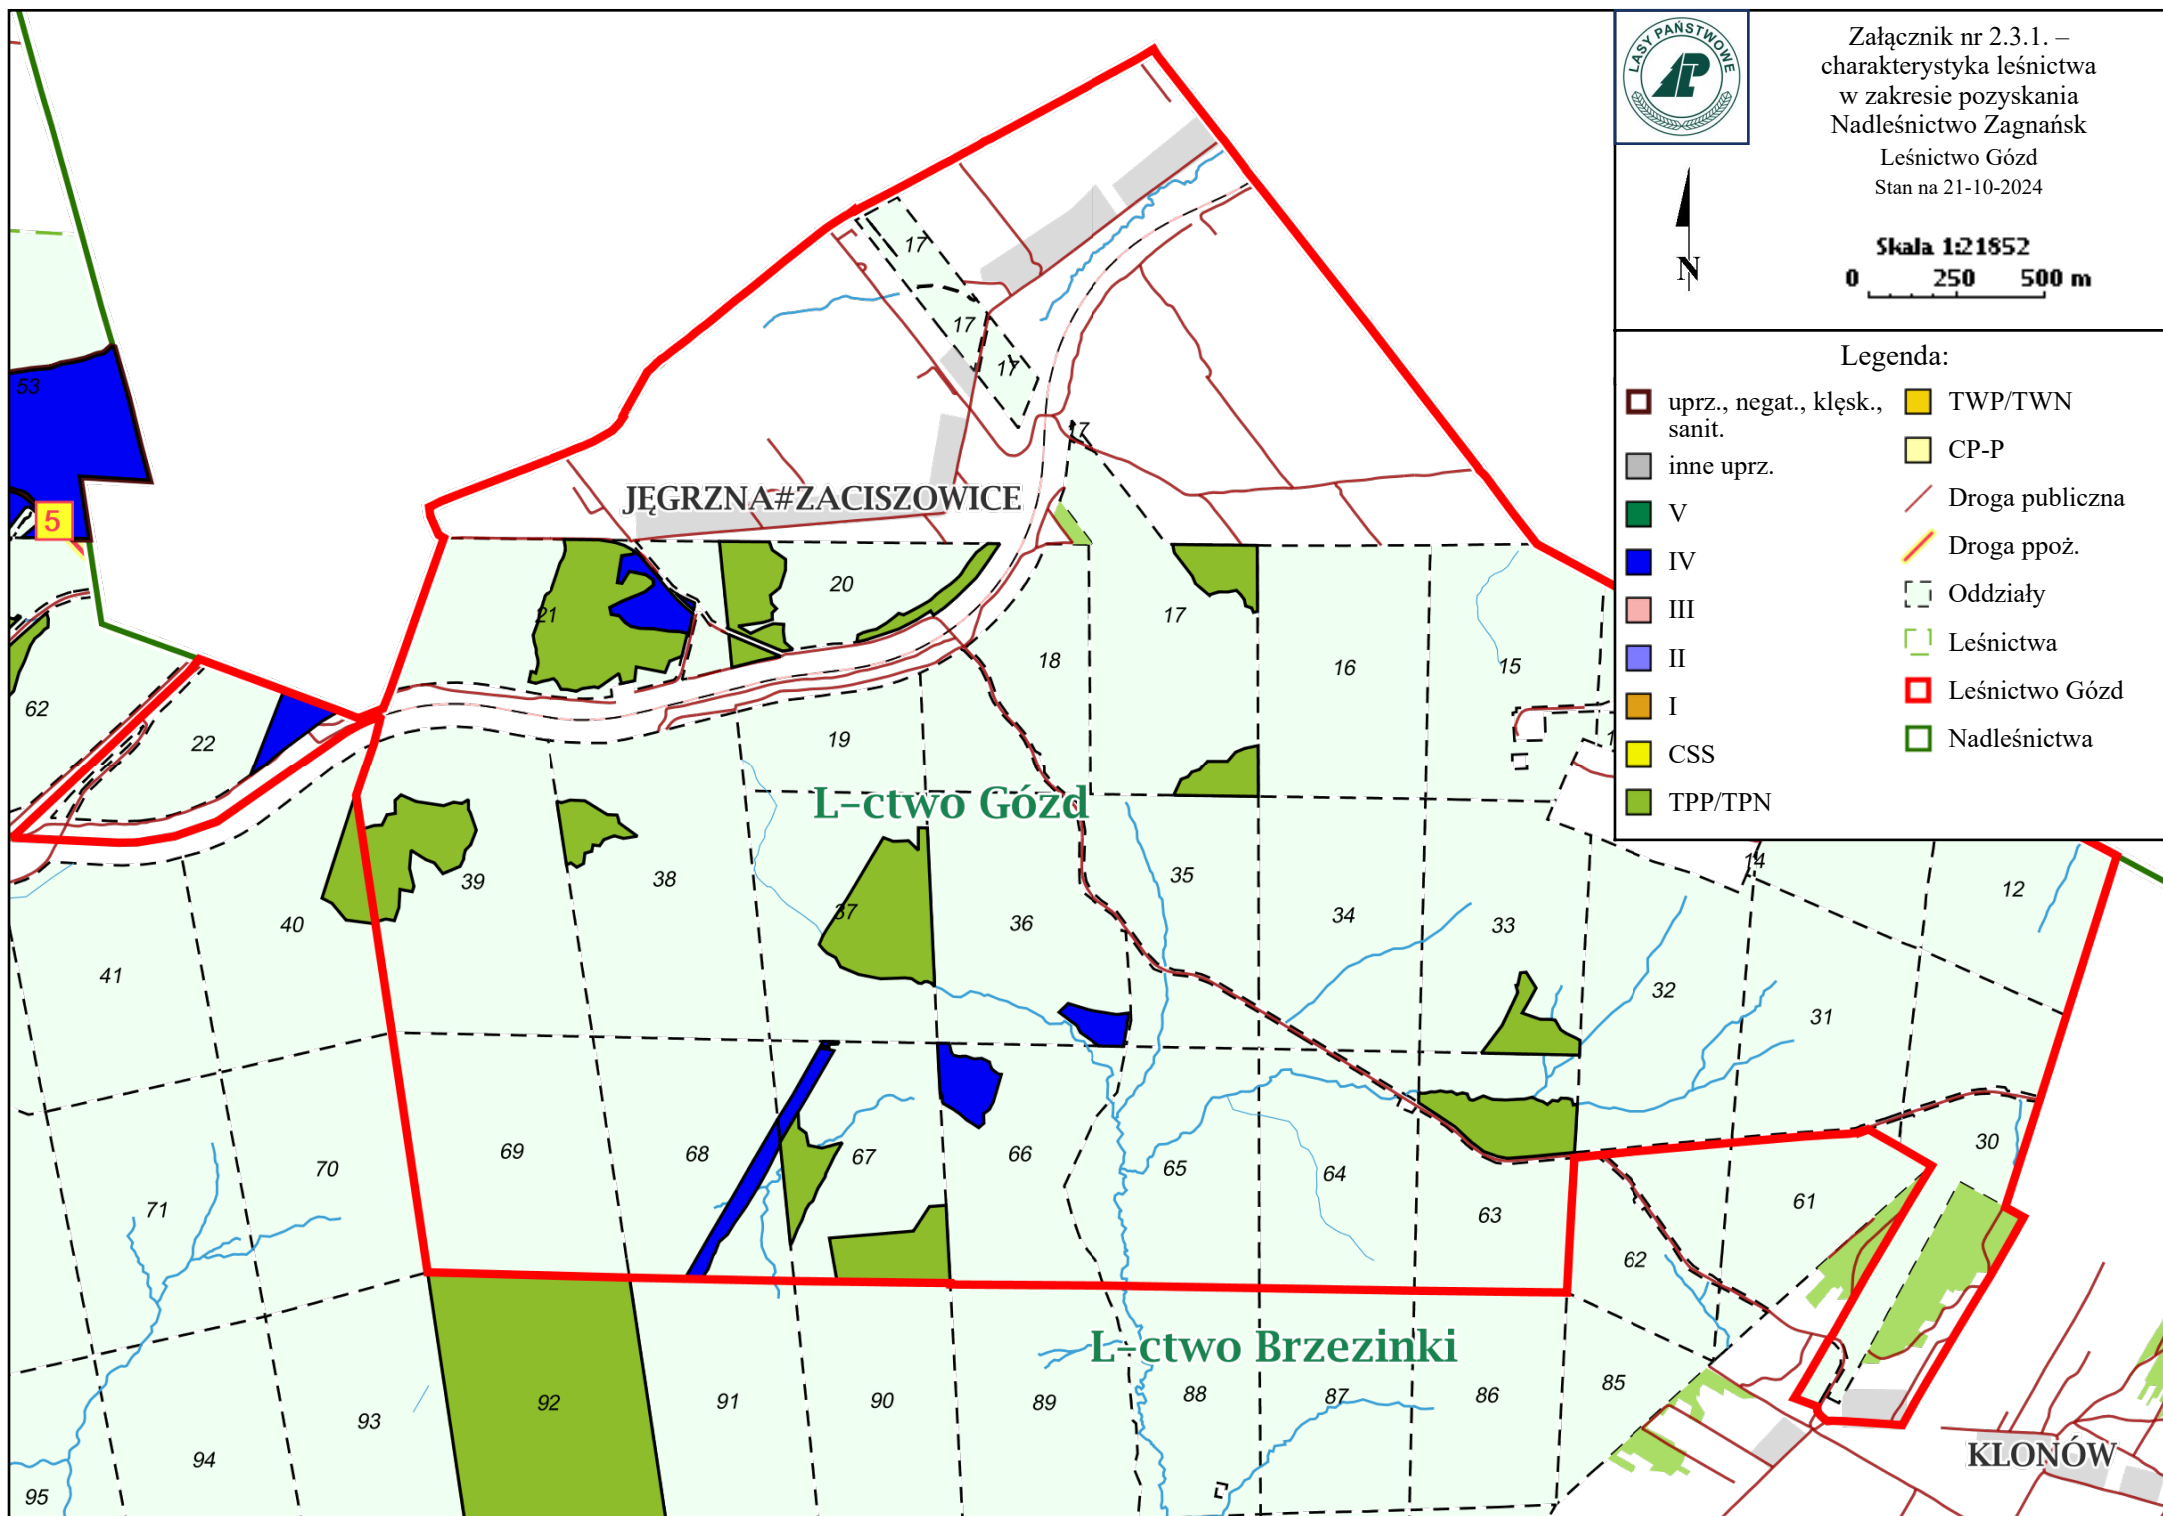 LASY PAŃSTWOWE
LP
Załącznik nr 2.3.1. –
charakterystyka leśnictwa
w zakresie pozyskania
Nadleśnictwo Zagnańsk
Leśnictwo Gózd
Stan na 21-10-2024
N
Skala 1:21852
0 250 500 m
Legenda:
uprz., negat., klęsk.,
sanit.
inne uprz.
V
IV
III
II
I
CSS
TPP/TPN
TWP/TWN
CP-P
Droga publiczna
Droga ppoż.
Oddziały
Leśnictwa
Leśnictwo Gózd
Nadleśnictwa
17
17
17
53
17
JĘGRZNA#ZACISZOWICE
5
20
21
17
18
16
15
62
22
19
L-ctwo Gózd
14
39
38
35
12
37
36
34
33
40
41
32
31
69
68
67
66
65
64
30
70
71
63
61
62
L-ctwo Brzezinki
92
91
90
89
88
87
86
85
93
94
95
KLONÓW